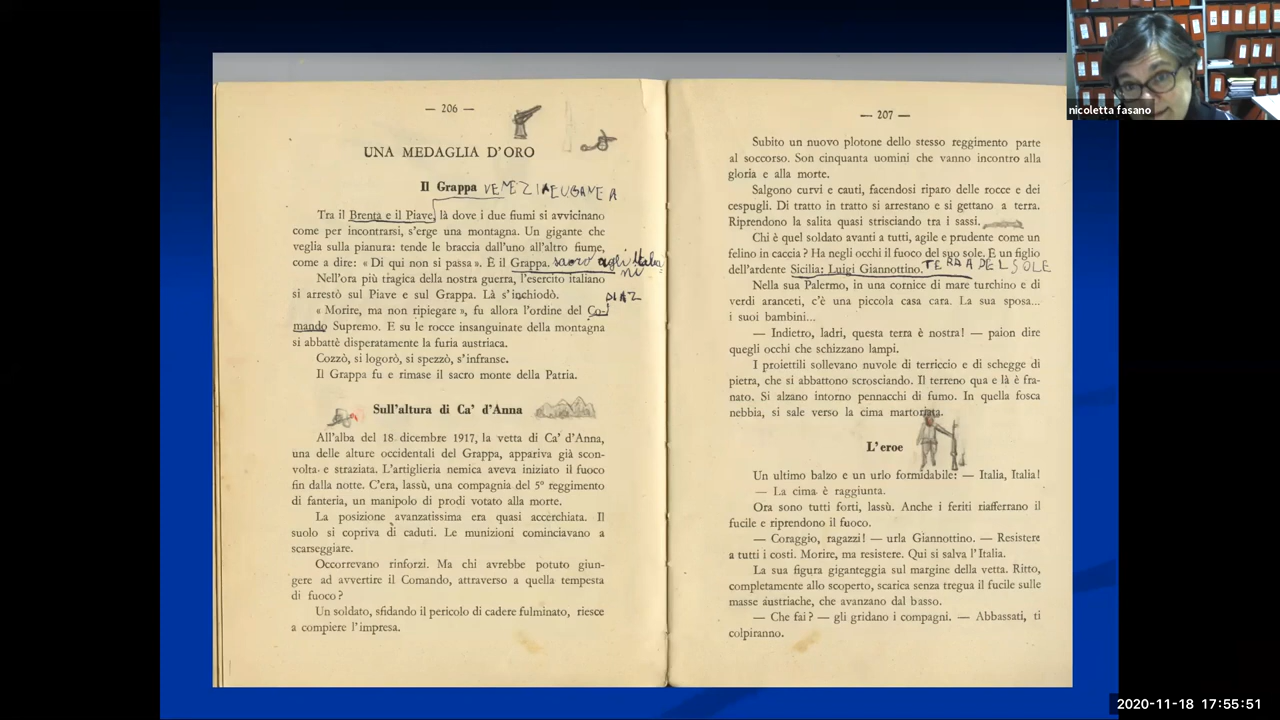 — 206 —
UNA MEDAGLIA D'ORO
Il Grappa VENEZIA EUGANEA
Tra il Brenta e il Piave, là dove i due fiumi si avvicinano
come per incontrarsi, s'erge una montagna. Un gigante che
veglia sulla pianura: tende le braccia dall'uno all'altro fiume,
come a dire: « Di qui non si passa ». È il Grappa. sacro agli Italia
ni
Nell'ora più tragica della nostra guerra, l'esercito italiano
si arrestò sul Piave e sul Grappa. Là s'inchiodò.
DIAZ
« Morire, ma non ripiegare », fu allora l'ordine del Co-
mando Supremo. E su le rocce insanguinate della montagna
si abbattè disperatamente la furia austriaca.
Cozzò, si logorò, si spezzò, s'infranse.
Il Grappa fu e rimase il sacro monte della Patria.
Sull'altura di Ca' d'Anna
All'alba del 18 dicembre 1917, la vetta di Ca' d'Anna,
una delle alture occidentali del Grappa, appariva già scon-
volta e straziata. L'artiglieria nemica aveva iniziato il fuoco
fin dalla notte. C'era, lassù, una compagnia del 5° reggimento
di fanteria, un manipolo di prodi votato alla morte.
La posizione avanzatissima era quasi accerchiata. Il
suolo si copriva di caduti. Le munizioni cominciavano a
scarseggiare.
Occorrevano rinforzi. Ma chi avrebbe potuto giun-
gere ad avvertire il Comando, attraverso a quella tempesta
di fuoco?
Un soldato, sfidando il pericolo di cadere fulminato, riesce
a compiere l'impresa.
— 207 —
Subito un nuovo plotone dello stesso reggimento parte
al soccorso. Son cinquanta uomini che vanno incontro alla
gloria e alla morte.
Salgono curvi e cauti, facendosi riparo delle rocce e dei
cespugli. Di tratto in tratto si arrestano e si gettano a terra.
Riprendono la salita quasi strisciando tra i sassi.
Chi è quel soldato avanti a tutti, agile e prudente come un
felino in caccia? Ha negli occhi il fuoco del suo sole. È un figlio
dell'ardente Sicilia: Luigi Giannottino. TERRA DEL SOLE
Nella sua Palermo, in una cornice di mare turchino e di
verdi aranceti, c'è una piccola casa cara. La sua sposa...
i suoi bambini...
— Indietro, ladri, questa terra è nostra! — paion dire
quegli occhi che schizzano lampi.
I proiettili sollevano nuvole di terriccio e di schegge di
pietra, che si abbattono scrosciando. Il terreno qua e là è fra-
nato. Si alzano intorno pennacchi di fumo. In quella fosca
nebbia, si sale verso la cima martoriata.
L'eroe
Un ultimo balzo e un urlo formidabile: — Italia, Italia!
— La cima è raggiunta.
Ora sono tutti forti, lassù. Anche i feriti riafferrano il
fucile e riprendono il fuoco.
— Coraggio, ragazzi! — urla Giannottino. — Resistere
a tutti i costi. Morire, ma resistere. Qui si salva l'Italia.
La sua figura giganteggia sul margine della vetta. Ritto,
completamente allo scoperto, scarica senza tregua il fucile sulle
masse austriache, che avanzano dal basso.
— Che fai? — gli gridano i compagni. — Abbassati, ti
colpiranno.
nicoletta fasano
2020-11-18 17:55:51